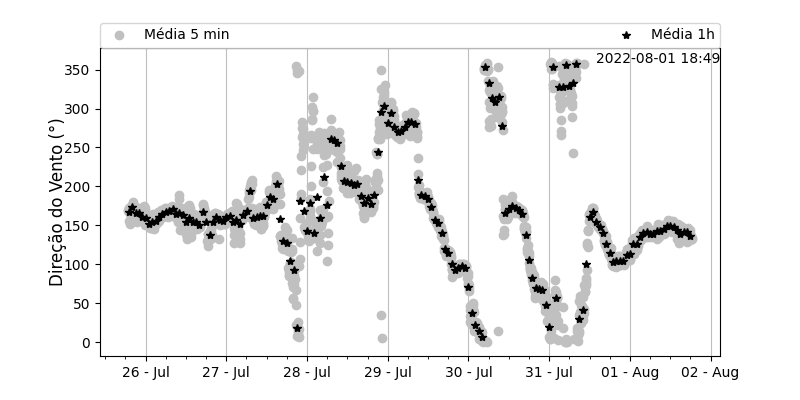 Média 5 min
Média 1h
2022-08-01 18:49
Direção do Vento (°)
350
300
250
200
150
100
50
0
26 - Jul
27 - Jul
28 - Jul
29 - Jul
30 - Jul
31 - Jul
01 - Aug
02 - Aug